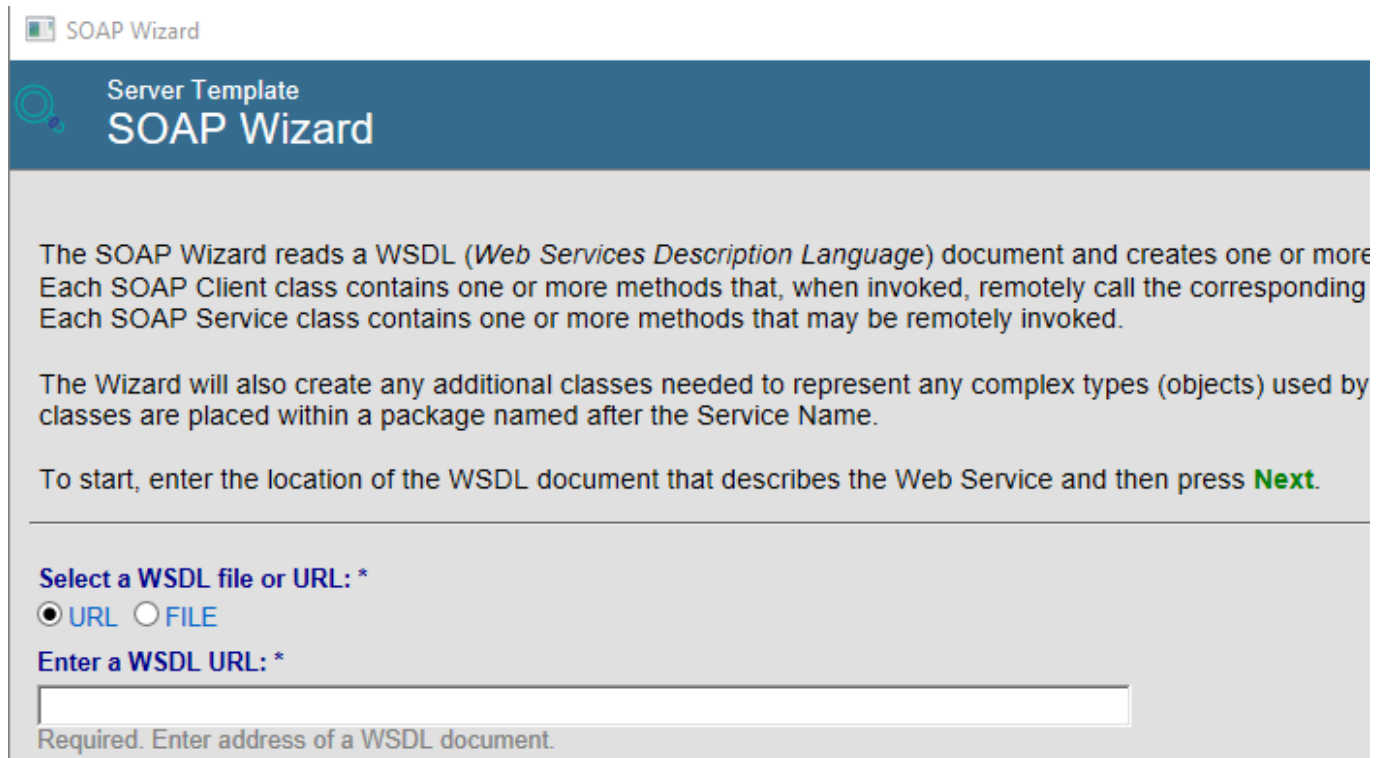 SOAP Wizard
Server Template
SOAP Wizard
The SOAP Wizard reads a WSDL (Web Services Description Language) document and creates one or more
Each SOAP Client class contains one or more methods that, when invoked, remotely call the corresponding
Each SOAP Service class contains one or more methods that may be remotely invoked.
The Wizard will also create any additional classes needed to represent any complex types (objects) used by
classes are placed within a package named after the Service Name.
To start, enter the location of the WSDL document that describes the Web Service and then press Next.
Select a WSDL file or URL: *
URL FILE
Enter a WSDL URL: *
Required. Enter address of a WSDL document.